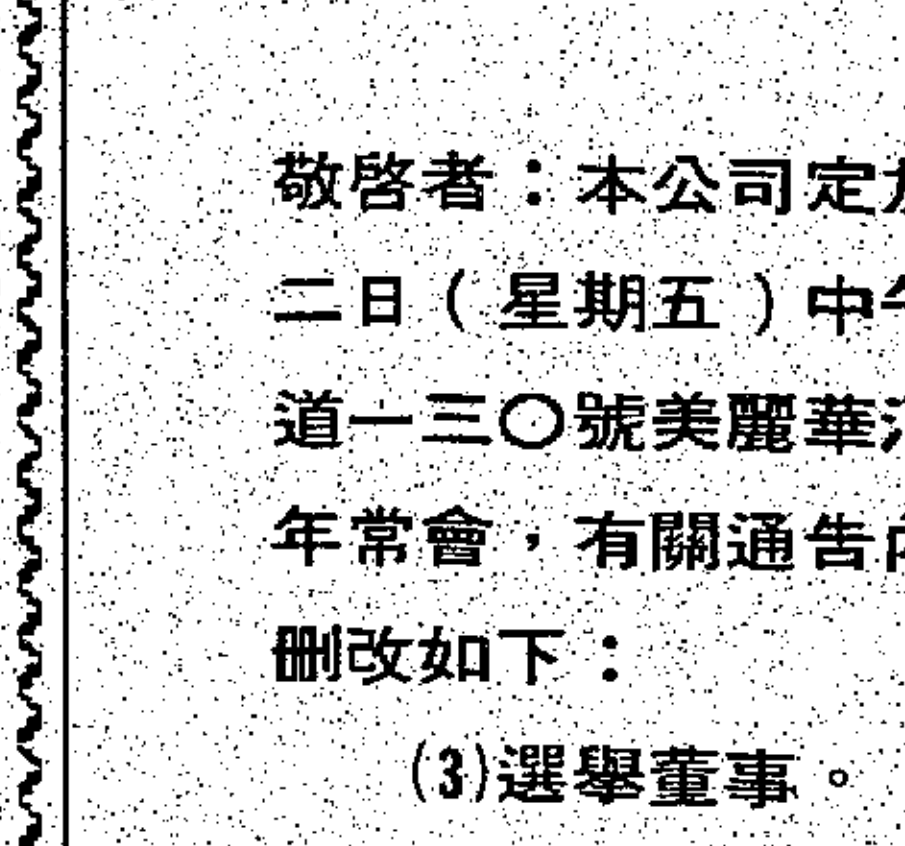 敬啓者：本公司定
二日（星期五）中
道一三〇號美麗華
年常會，有關通告
刪改如下：
(3)選舉董事。